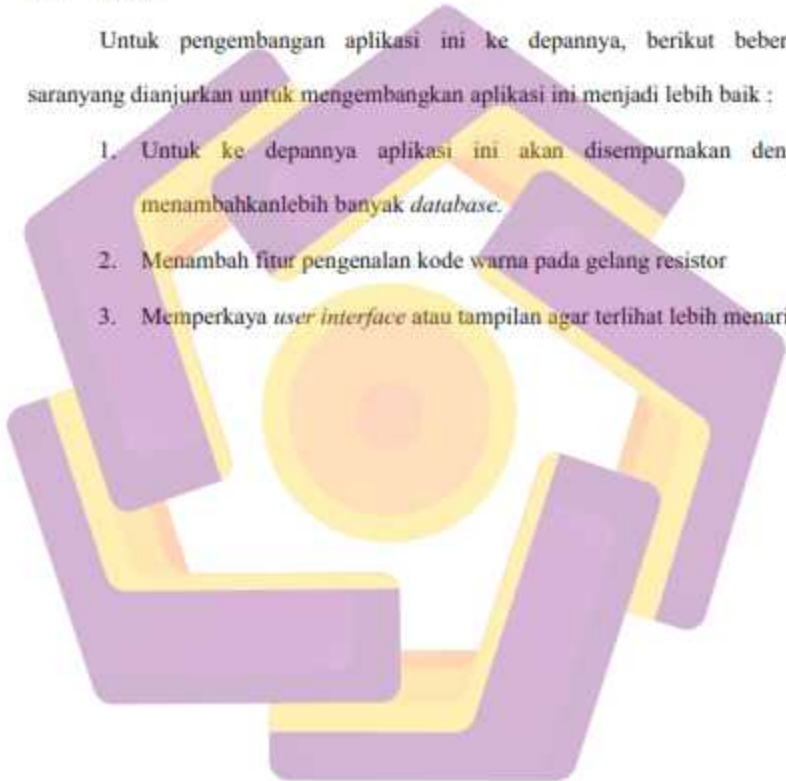 Untuk pengembangan aplikasi ini ke depannya, berikut beber
saranyang dianjurkan untuk mengembangkan aplikasi ini menjadi lebih baik :
1. Untuk ke depannya aplikasi ini akan disempurnakan den
menambahkanlebih banyak database.
2. Menambah fitur pengenalan kode warna pada gelang resistor
3. Memperkaya user interface atau tampilan agar terlihat lebih menari